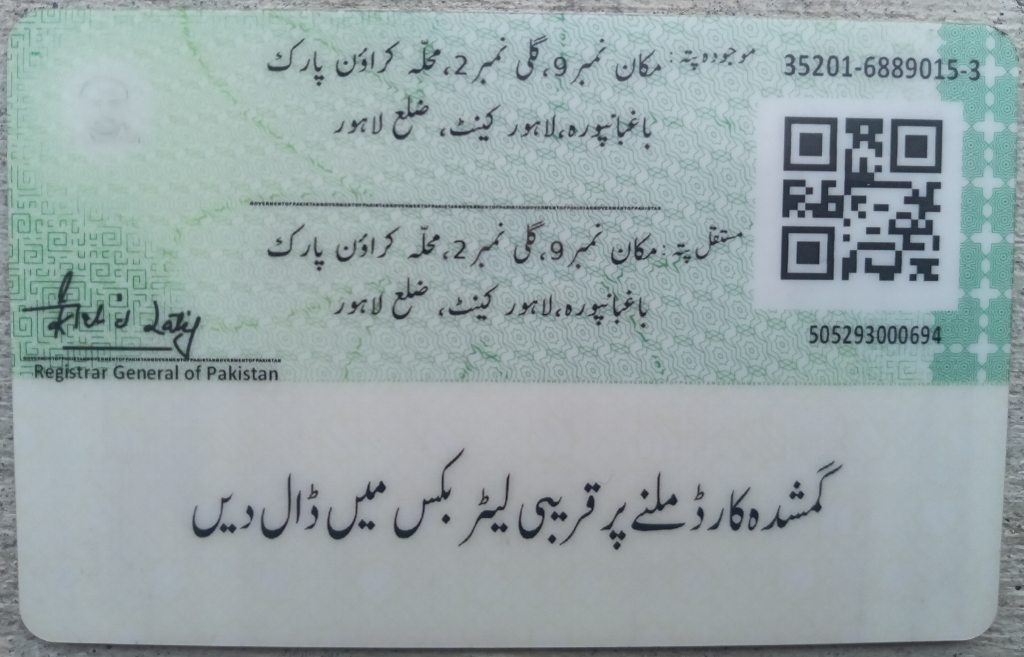 موجودہ پتہ: مکان نمبر 9، گلی نمبر 2، محلّہ کراؤن پارک
باغبانپورہ، لاہور کینٹ، ضلع لاہور
35201-6889015-3
مستقل پتہ: مکان نمبر 9، گلی نمبر 2، محلّہ کراؤن پارک
باغبانپورہ، لاہور کینٹ، ضلع لاہور
505293000694
Registrar General of Pakistan
گمشدہ کارڈ ملنے پر قریبی لیٹر بکس میں ڈال دیں